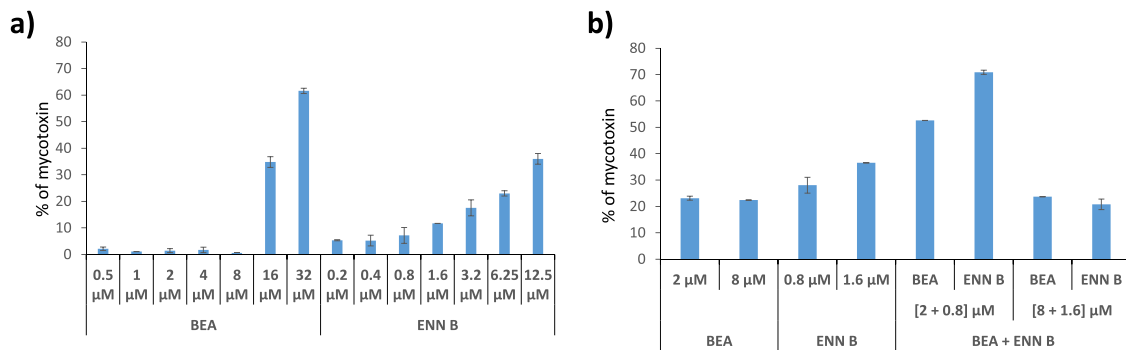 a)
80
70
60
50
40
30
20
10
0
% of mycotoxin
0.5 1 2 4 8 16 32 0.2 0.4 0.8 1.6 3.2 6.25 12.5
µM µM µM µM µM µM µM µM µM µM µM µM µM µM
BEA ENN B
b)
80
70
60
50
40
30
20
10
0
% of mycotoxin
2 µM 8 µM 0.8 µM 1.6 µM BEA ENN B BEA ENN B
[2 + 0.8] µM [8 + 1.6] µM
BEA ENN B BEA + ENN B